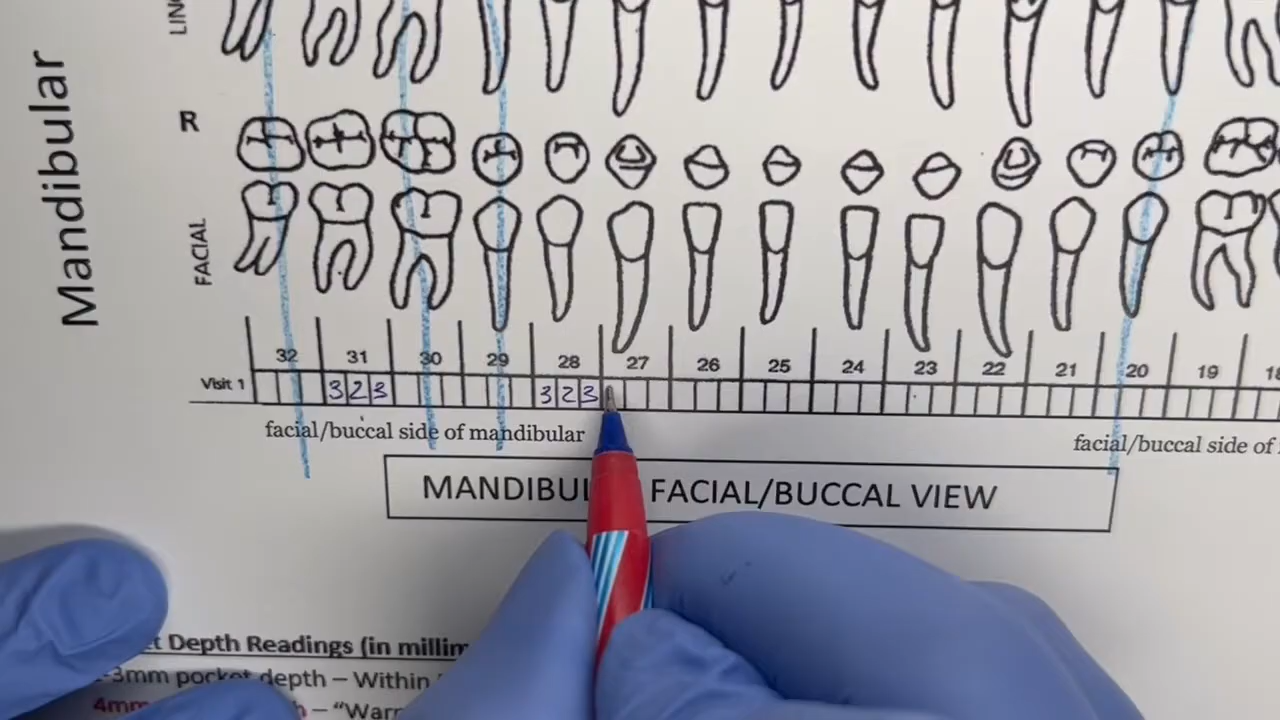 Mandibular
LING
R
FACIAL
32 31 30 29 28 27 26 25 24 23 22 21 20 19 18
Visit 1 3 2 3 3 2 3
facial/buccal side of mandibular
facial/buccal side of
MANDIBUL FACIAL/BUCCAL VIEW
t Depth Readings (in millim
-3mm pocket depth – Within
4mm – "Warn